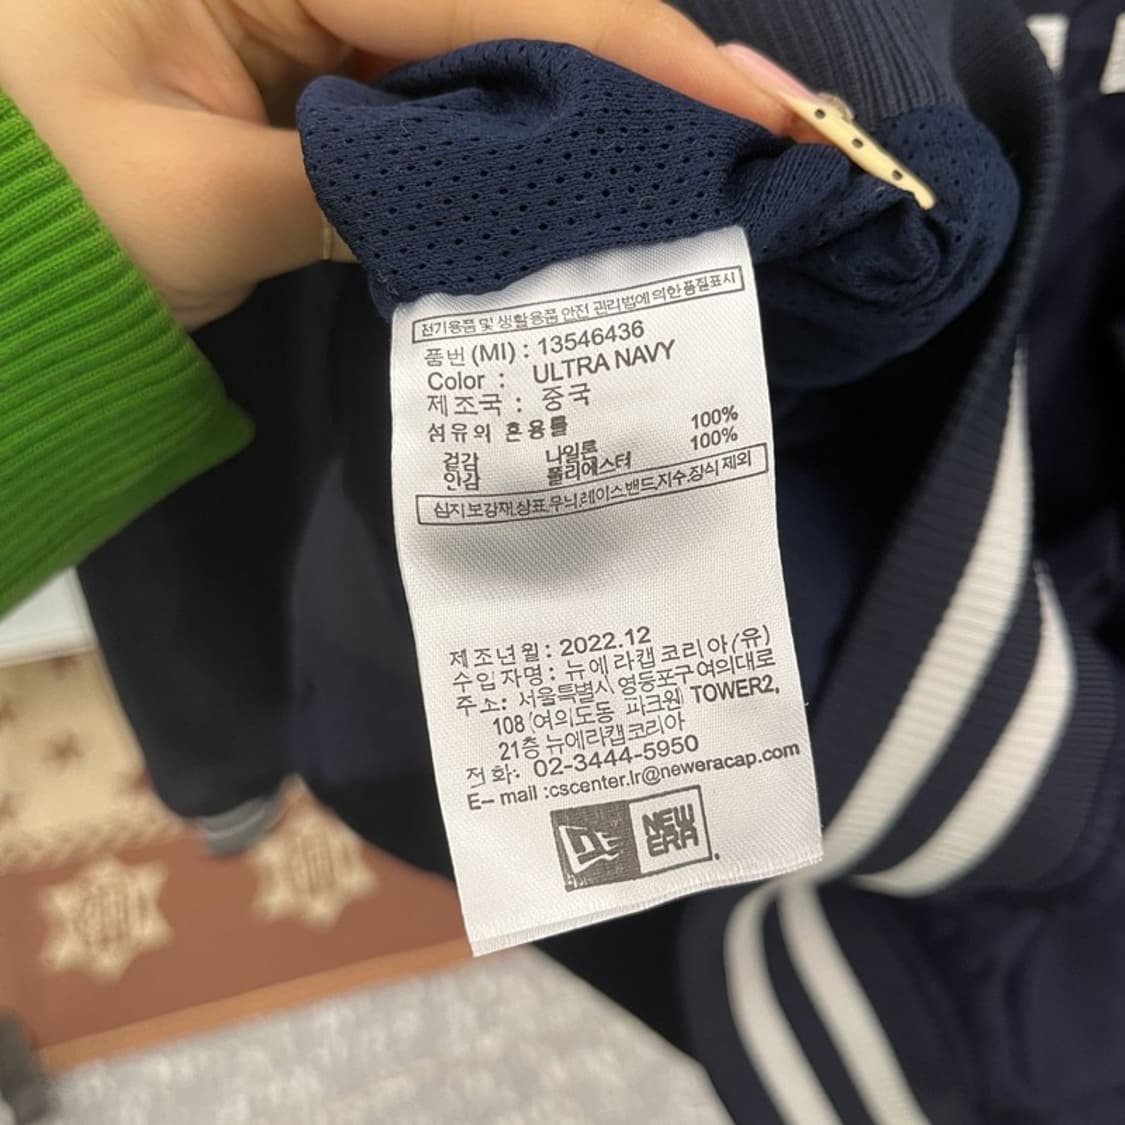 전기용품 및 생활용품 안전 관리법에 의한 품질표시
품번(MI) : 13546436
Color : ULTRA NAVY
제조국 : 중국
섬유의 혼용률
겉감 나일론 100%
안감 폴리에스터 100%
심지,보강재,상표,무늬,레이스,밴드,지수,장식 제외
제조년월 : 2022.12
수입자명 : 뉴에라캡코리아(유)
주소: 서울특별시 영등포구 여의대로
108 (여의도동 파크원) TOWER2,
21층 뉴에라캡코리아
전화: 02-3444-5950
E- mail :cscenter.lr@neweracap.com
NEW
ERA